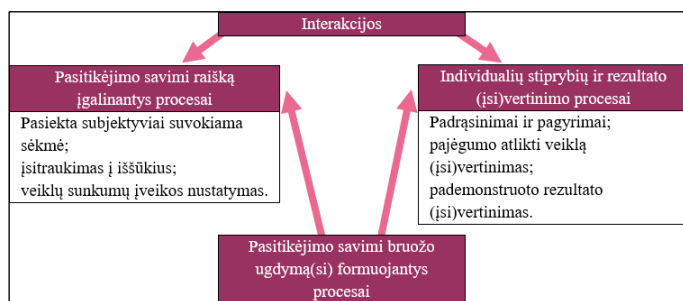 Interakcijos
Pasitikėjimo savimi raišką
įgalinantys procesai
Pasiekta subjektyviai suvokiama
sėkmė;
įsitraukimas į iššūkius;
veiklų sunkumų įveikos nustatymas.
Individualių stiprybių ir rezultato
(įsi)vertinimo procesai
Padrąsinimai ir pagyrimai;
pajėgumo atlikti veiklą
(įsi)vertinimas;
pademonstruoto rezultato
(įsi)vertinimas.
Pasitikėjimo savimi bruožo
ugdymą(si) formuojantys
procesai